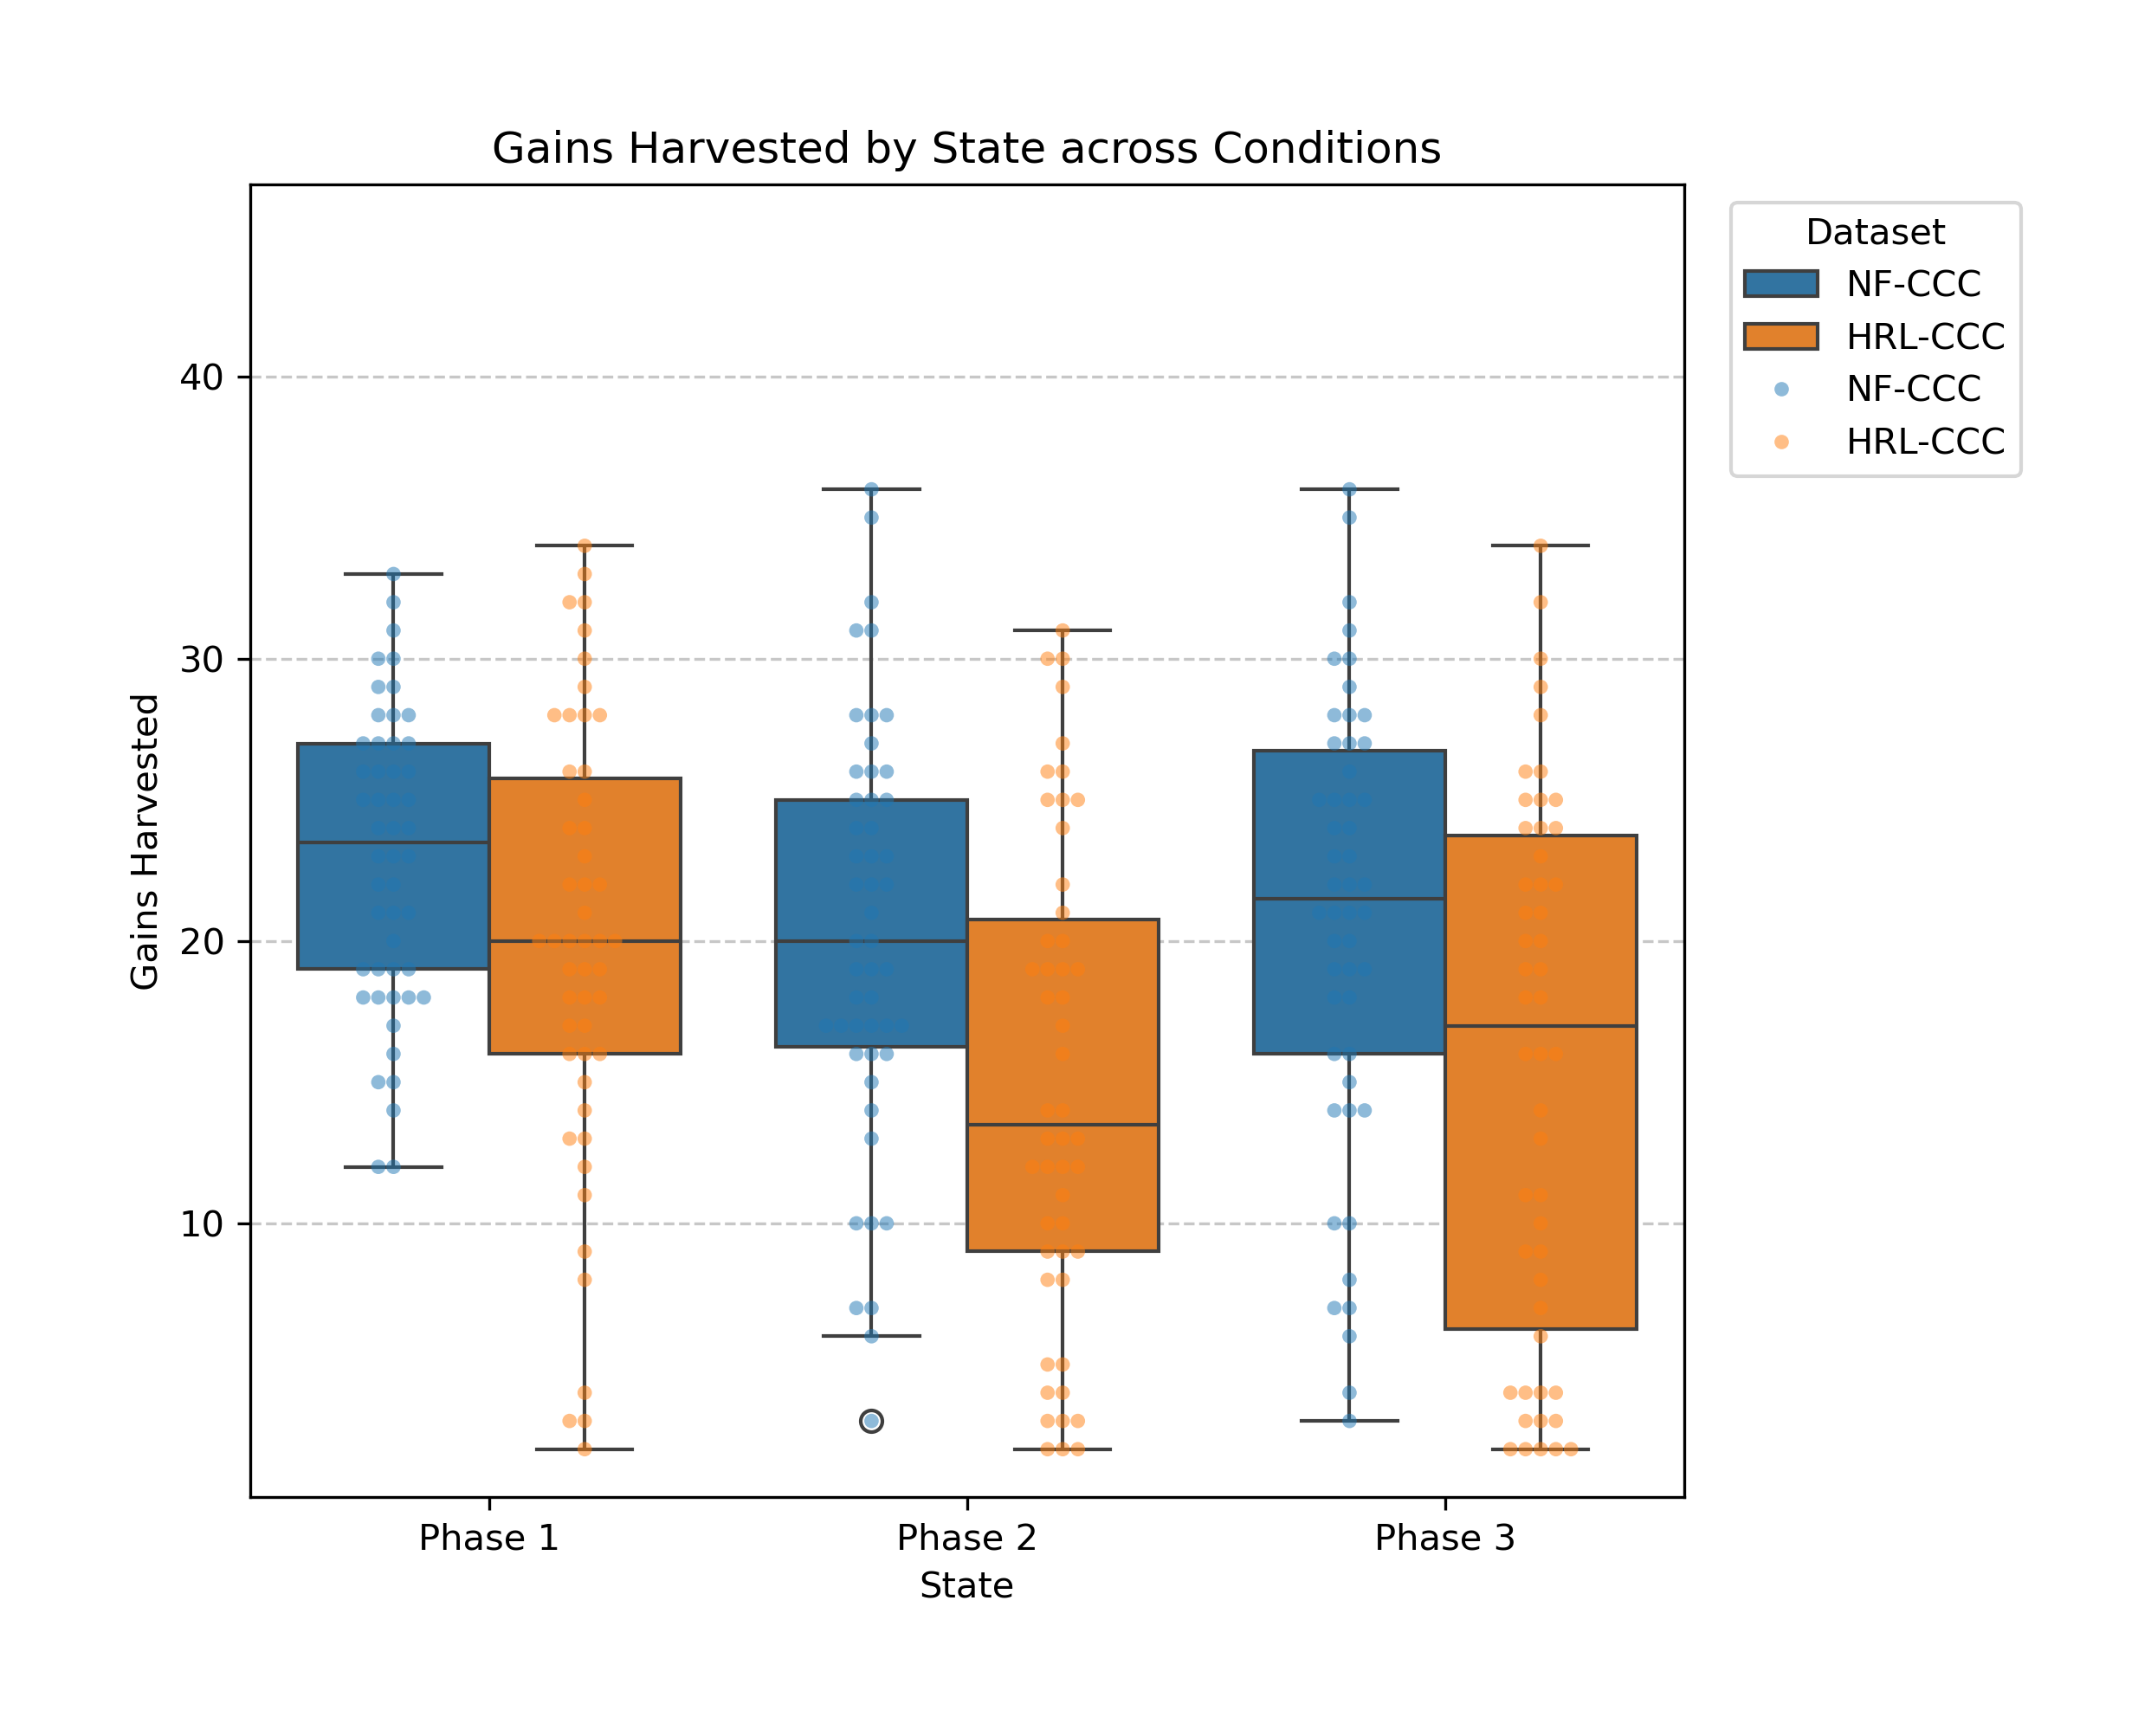 Gains Harvested by State across Conditions
Dataset
NF-CCC
HRL-CCC
NF-CCC
HRL-CCC
Gains Harvested
40
30
20
10
Phase 1
Phase 2
Phase 3
State